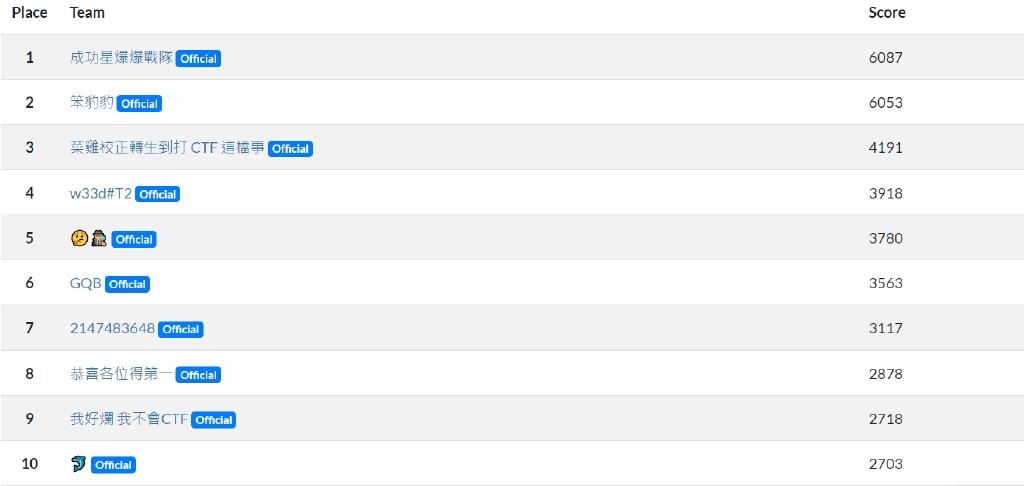 Place Team Score
1 成功星爆爆戰隊 Official 6087
2 笨豹豹 Official 6053
3 菜雞校正轉生到打 CTF 這檔事 Official 4191
4 w33d#T2 Official 3918
5 Official 3780
6 GQB Official 3563
7 2147483648 Official 3117
8 恭喜各位得第一 Official 2878
9 我好爛 我不會CTF Official 2718
10 Official 2703